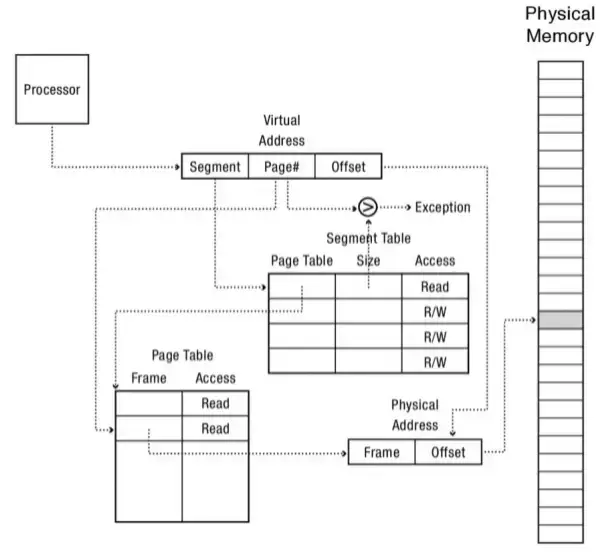 Physical
Memory
Processor
Virtual
Address
Segment Page# Offset
> Exception
Segment Table
Page Table Size Access
Read
R/W
R/W
R/W
Page Table
Frame Access
Read
Read
Physical
Address
Frame Offset